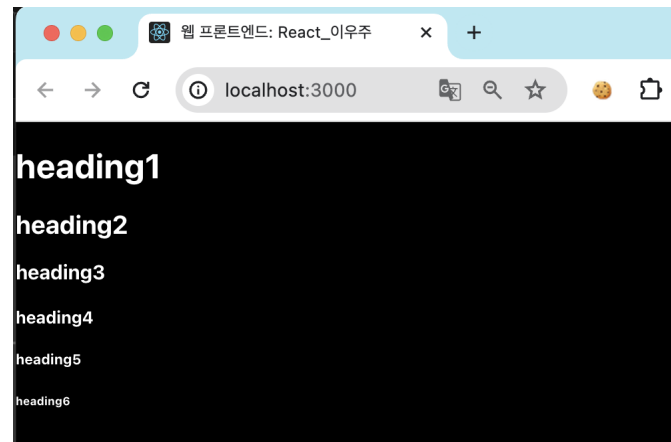 웹 프론트엔드: React_이우주
localhost:3000
heading1
heading2
heading3
heading4
heading5
heading6